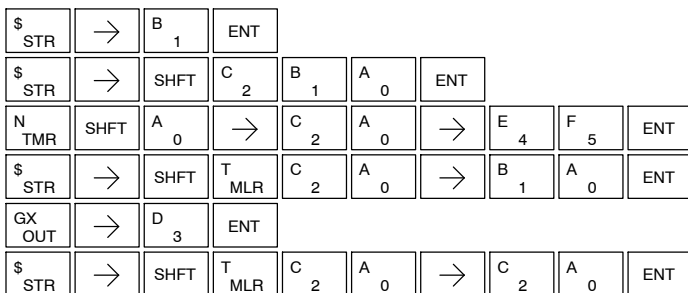 $ STR → B 1 ENT
$ STR → SHFT C 2 B 1 A 0 ENT
N TMR SHFT A 0 → C 2 A 0 → E 4 F 5 ENT
$ STR → SHFT T MLR C 2 A 0 → B 1 A 0 ENT
GX OUT → D 3 ENT
$ STR → SHFT T MLR C 2 A 0 → C 2 A 0 ENT